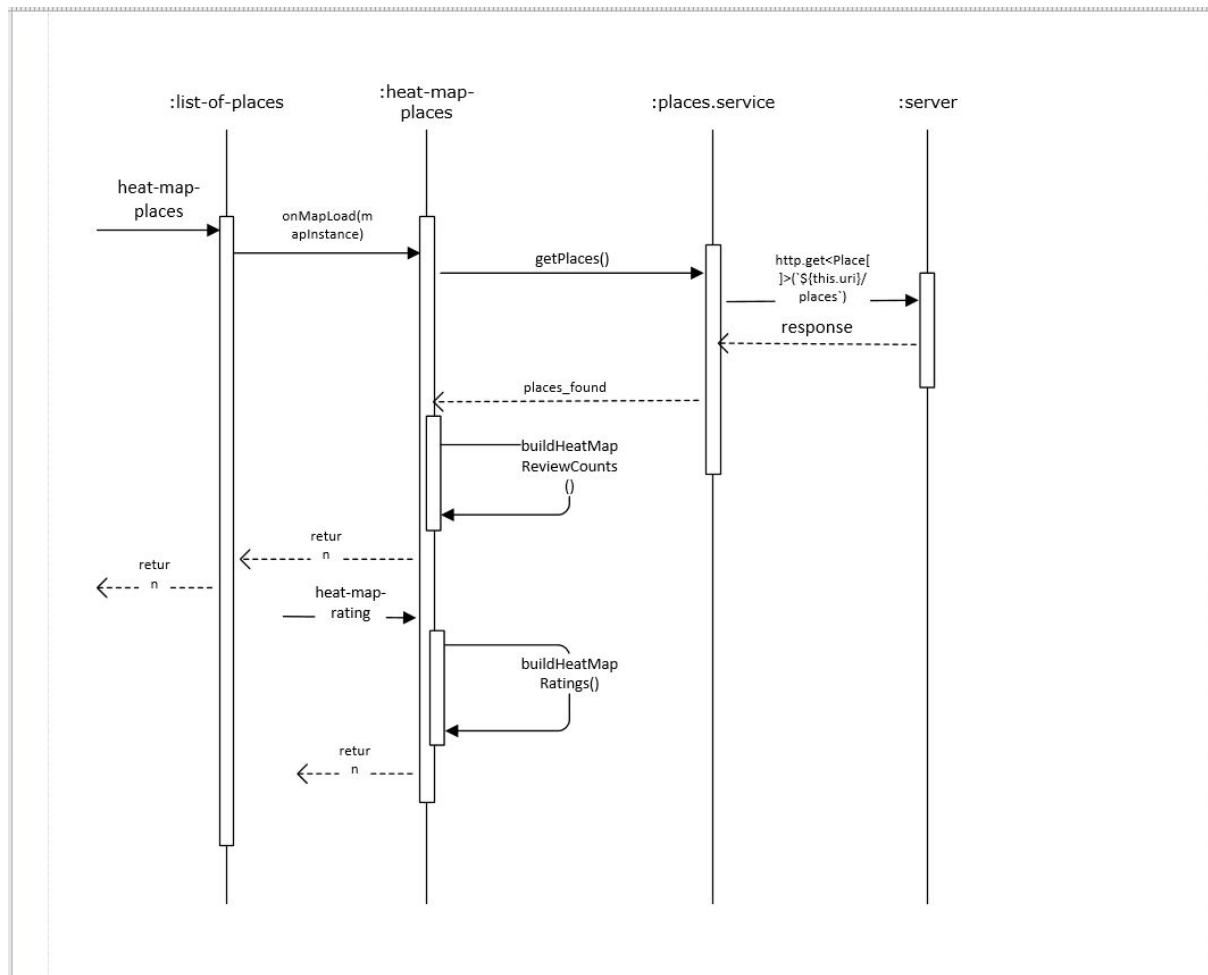 :list-of-places
:heat-map-
places
:places.service
:server
heat-map-
places
onMapLoad(m
apInstance)
getPlaces()
http.get<Place[
]>(`${this.uri}/
places`)
response
places_found
buildHeatMap
ReviewCounts
()
retur
n
retur
n
heat-map-
rating
buildHeatMap
Ratings()
retur
n